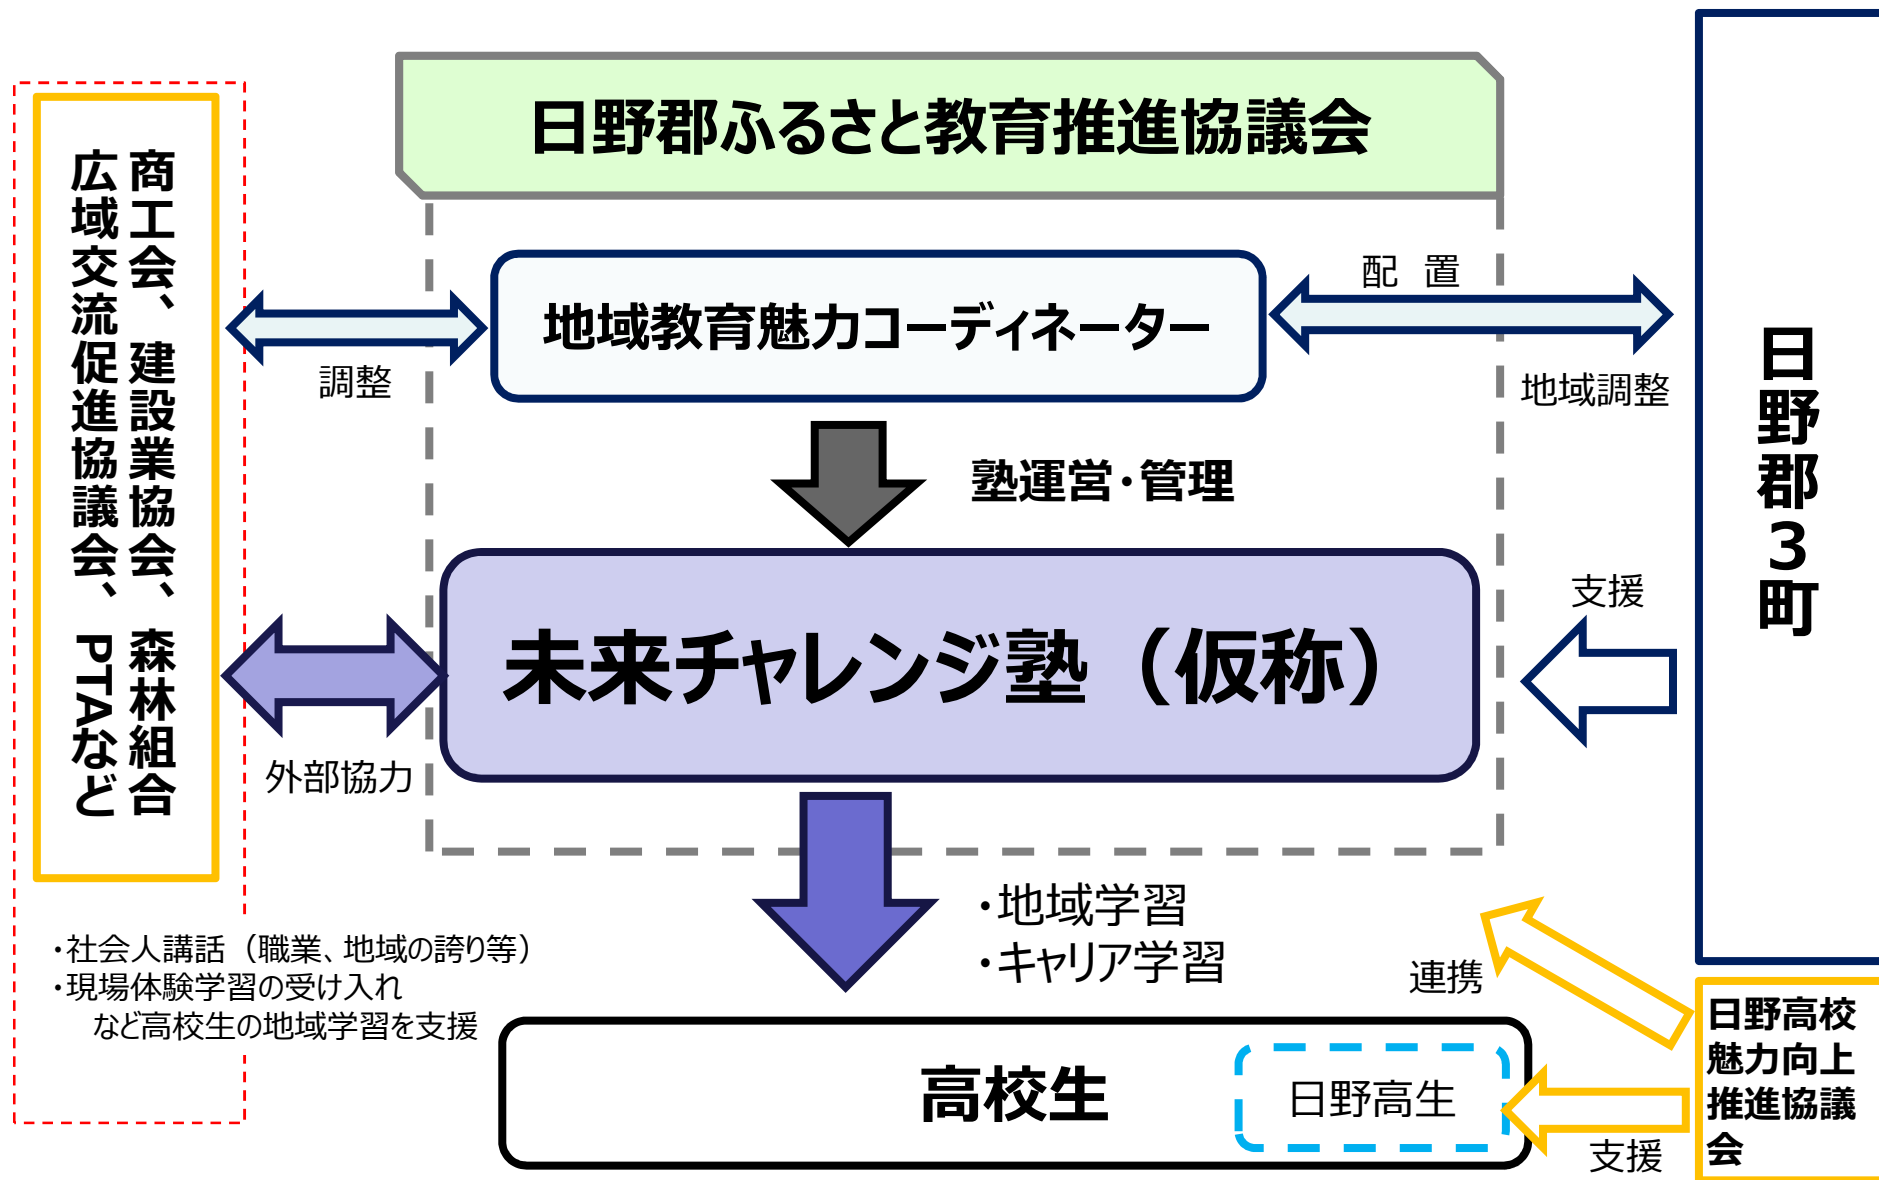 日野郡ふるさと教育推進協議会
商工会、建設業協会、森林組合
広域交流促進協議会、PTAなど
地域教育魅力コーディネーター
配　置
調整
地域調整
日野郡3町
塾運営・管理
支援
未来チャレンジ塾（仮称）
外部協力
・地域学習
・キャリア学習
・社会人講話（職業、地域の誇り等）
・現場体験学習の受け入れ
など高校生の地域学習を支援
連携
日野高校
魅力向上
推進協議
会
高校生
日野高生
支援